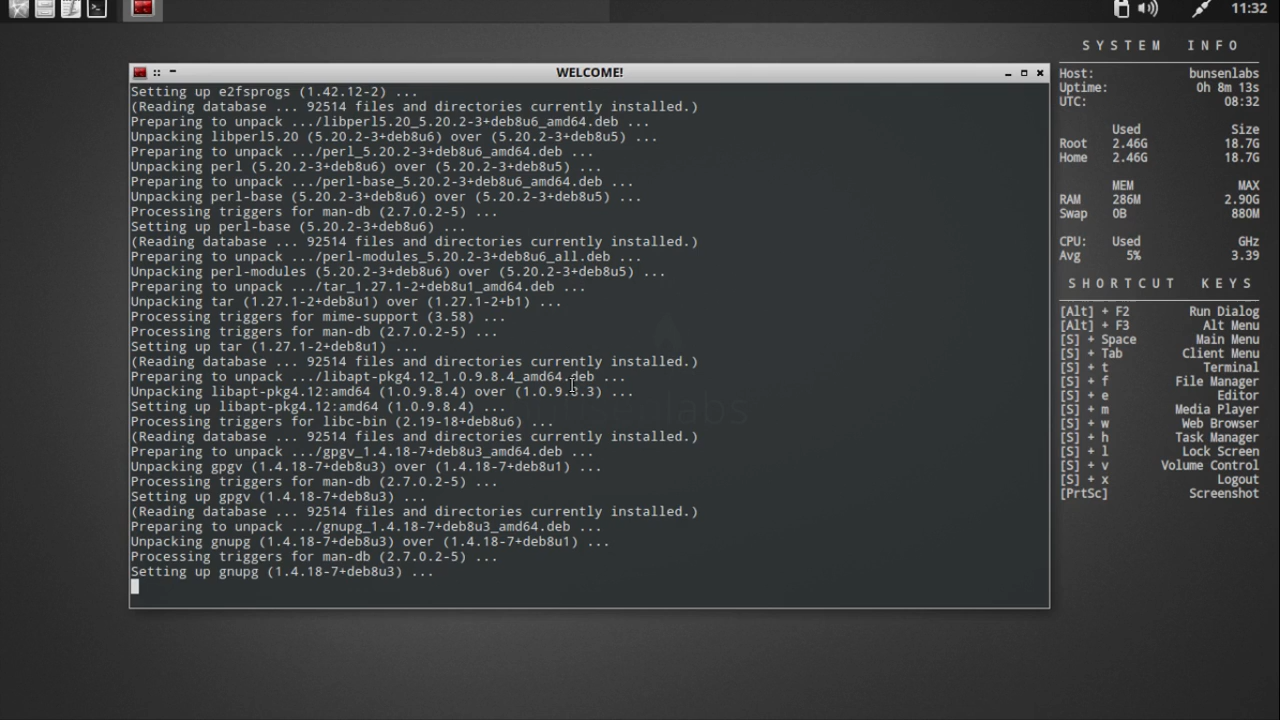 11:32
WELCOME!
Setting up e2fsprogs (1.42.12-2) ...
(Reading database ... 92514 files and directories currently installed.)
Preparing to unpack .../libperl5.20_5.20.2-3+deb8u6_amd64.deb ...
Unpacking libperl5.20 (5.20.2-3+deb8u6) over (5.20.2-3+deb8u5) ...
Preparing to unpack .../perl_5.20.2-3+deb8u6_amd64.deb ...
Unpacking perl (5.20.2-3+deb8u6) over (5.20.2-3+deb8u5) ...
Preparing to unpack .../perl-base_5.20.2-3+deb8u6_amd64.deb ...
Unpacking perl-base (5.20.2-3+deb8u6) over (5.20.2-3+deb8u5) ...
Processing triggers for man-db (2.7.0.2-5) ...
Setting up perl-base (5.20.2-3+deb8u6) ...
(Reading database ... 92514 files and directories currently installed.)
Preparing to unpack .../perl-modules_5.20.2-3+deb8u6_all.deb ...
Unpacking perl-modules (5.20.2-3+deb8u6) over (5.20.2-3+deb8u5) ...
Preparing to unpack .../tar_1.27.1-2+deb8u1_amd64.deb ...
Unpacking tar (1.27.1-2+deb8u1) over (1.27.1-2+b1) ...
Processing triggers for mime-support (3.58) ...
Processing triggers for man-db (2.7.0.2-5) ...
Setting up tar (1.27.1-2+deb8u1) ...
(Reading database ... 92514 files and directories currently installed.)
Preparing to unpack .../libapt-pkg4.12_1.0.9.8.4_amd64.deb ...
Unpacking libapt-pkg4.12:amd64 (1.0.9.8.4) over (1.0.9.8.3) ...
Setting up libapt-pkg4.12:amd64 (1.0.9.8.4) ...
Processing triggers for libc-bin (2.19-18+deb8u6) ...
(Reading database ... 92514 files and directories currently installed.)
Preparing to unpack .../gpgv_1.4.18-7+deb8u3_amd64.deb ...
Unpacking gpgv (1.4.18-7+deb8u3) over (1.4.18-7+deb8u1) ...
Processing triggers for man-db (2.7.0.2-5) ...
Setting up gpgv (1.4.18-7+deb8u3) ...
(Reading database ... 92514 files and directories currently installed.)
Preparing to unpack .../gnupg_1.4.18-7+deb8u3_amd64.deb ...
Unpacking gnupg (1.4.18-7+deb8u3) over (1.4.18-7+deb8u1) ...
Processing triggers for man-db (2.7.0.2-5) ...
Setting up gnupg (1.4.18-7+deb8u3) ...
SYSTEM INFO
Host: bunsenlabs
Uptime: 0h 8m 13s
UTC: 08:32
Used Size
Root 2.46G 18.7G
Home 2.46G 18.7G
MEM MAX
RAM 286M 2.90G
Swap 0B 880M
CPU: Used GHz
Avg 5% 3.39
SHORTCUT KEYS
[Alt] + F2 Run Dialog
[Alt] + F3 Alt Menu
[S] + Space Main Menu
[S] + Tab Client Menu
[S] + t Terminal
[S] + f File Manager
[S] + e Editor
[S] + m Media Player
[S] + w Web Browser
[S] + h Task Manager
[S] + l Lock Screen
[S] + v Volume Control
[S] + x Logout
[PrtSc] Screenshot